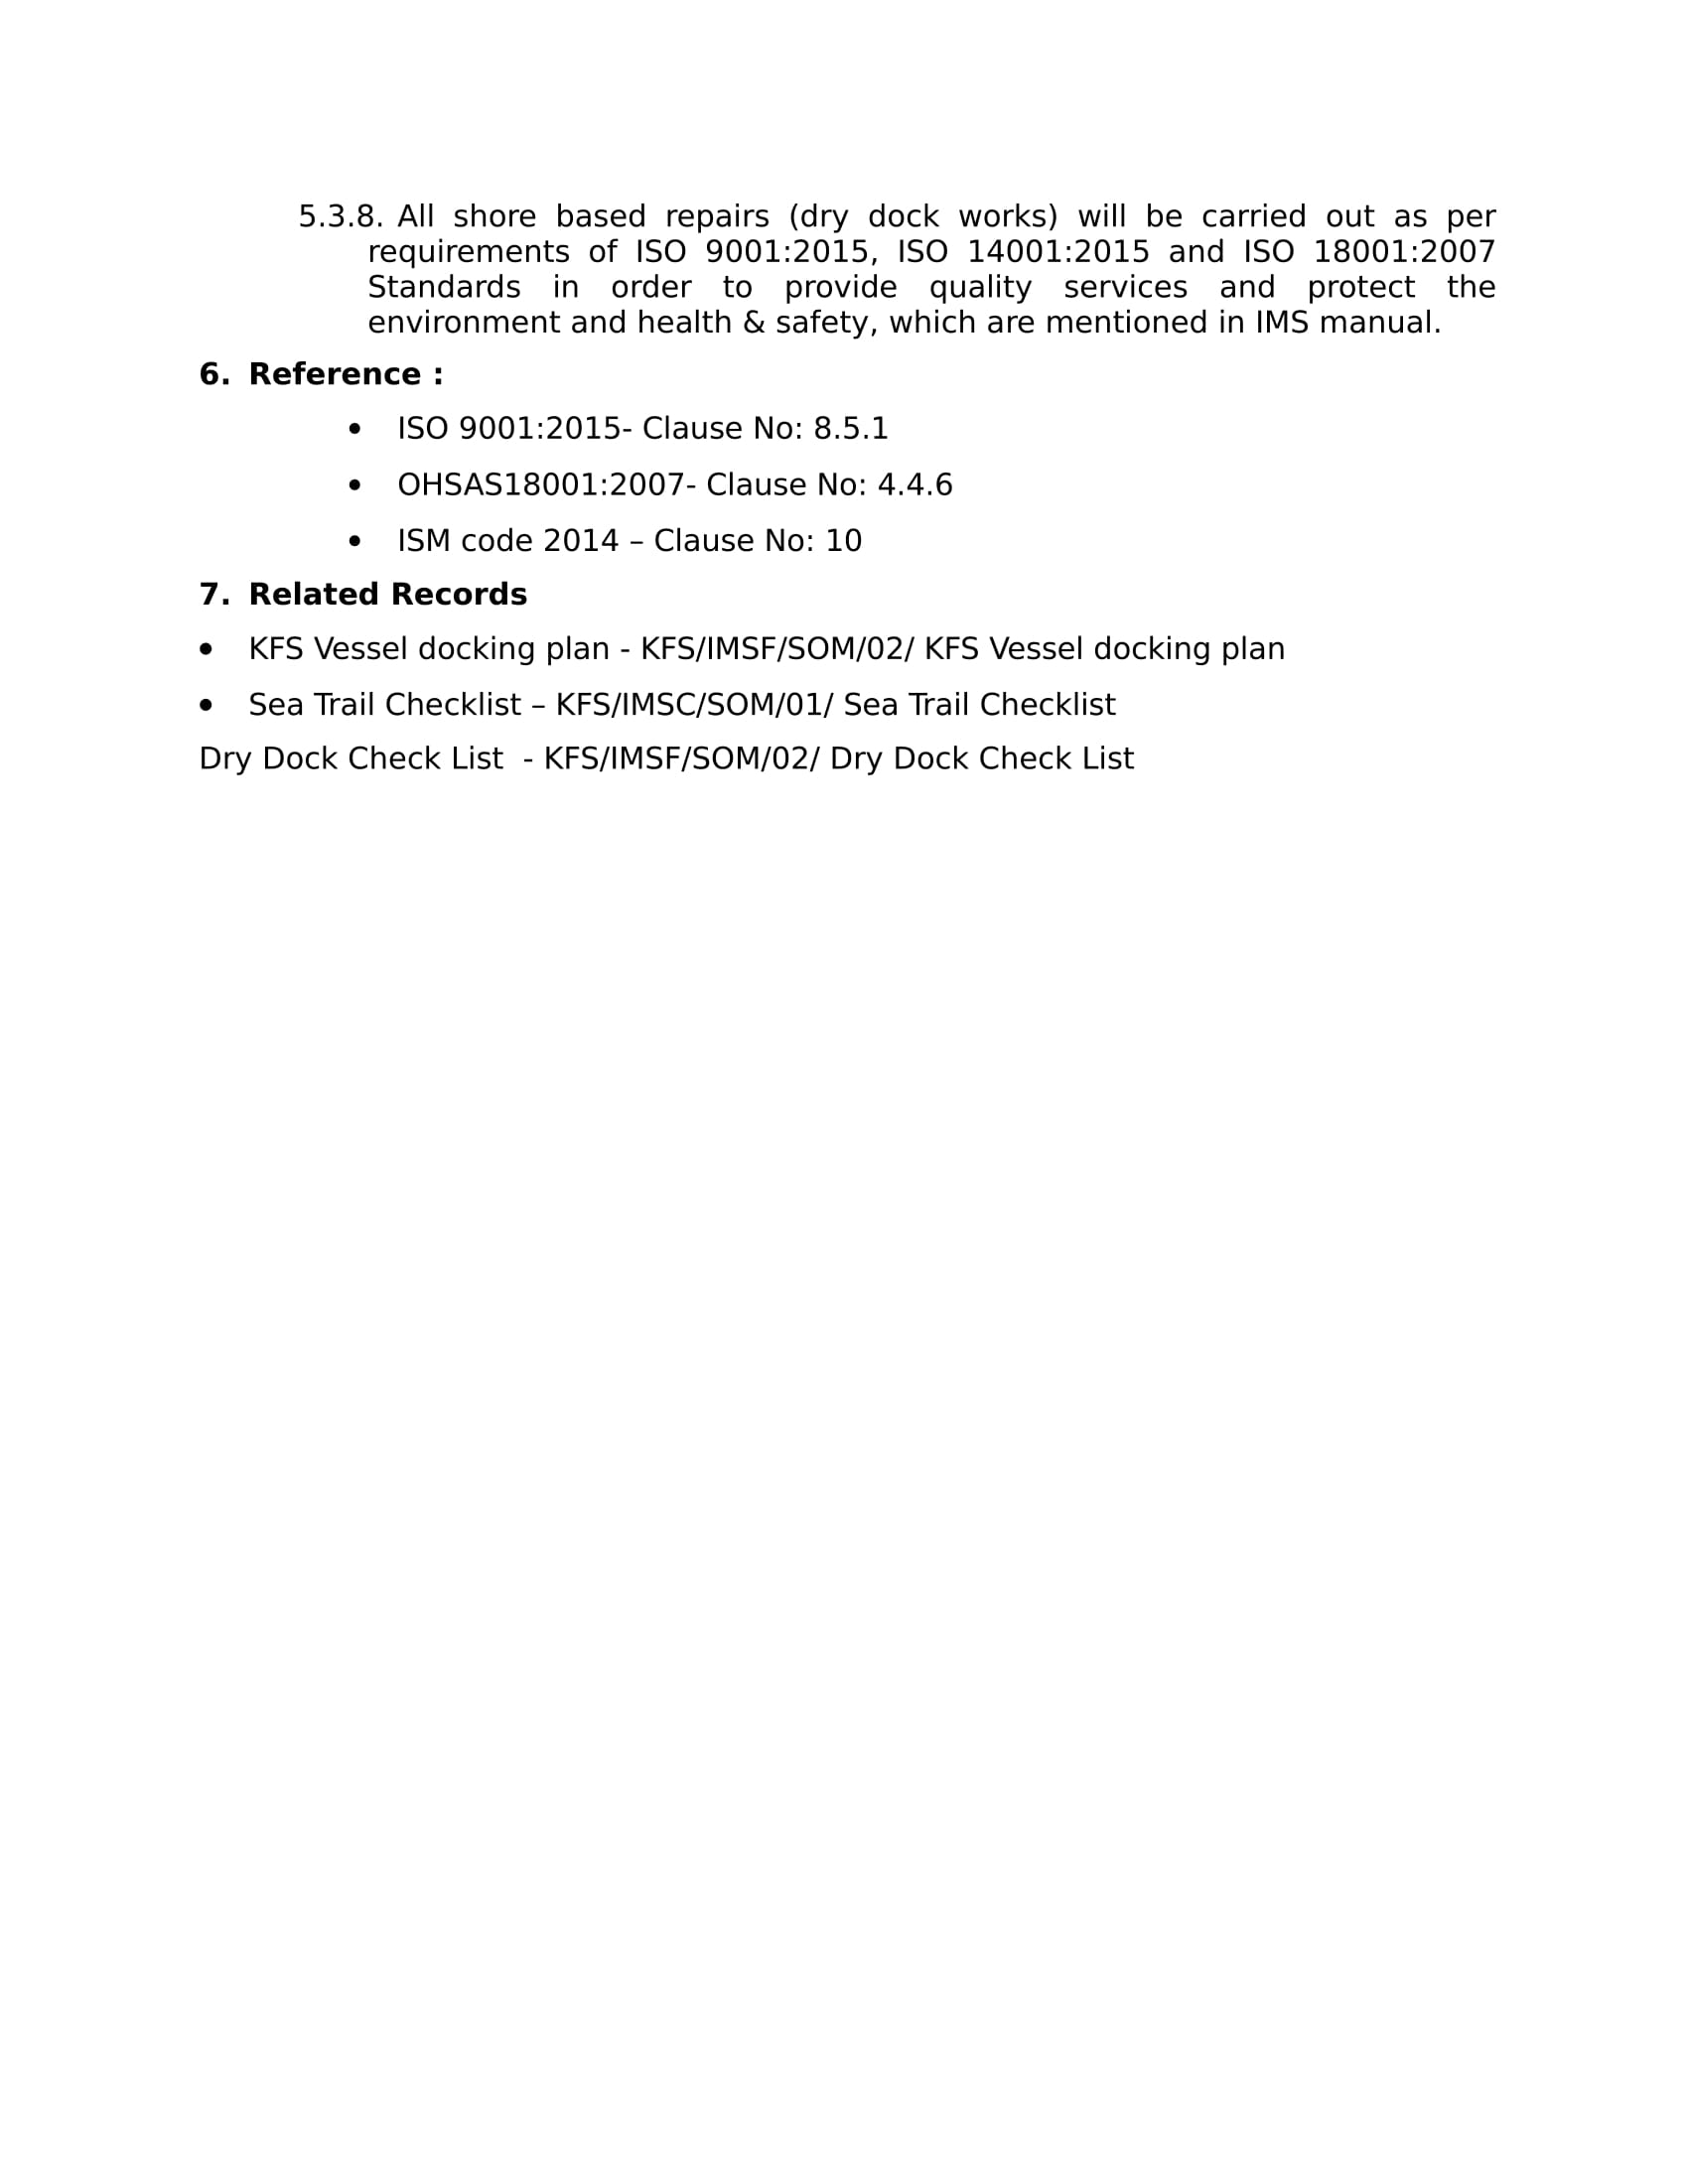 5.3.8. All shore based repairs (dry dock works) will be carried out as per
requirements of ISO 9001:2015, ISO 14001:2015 and ISO 18001:2007
Standards in order to provide quality services and protect the
environment and health & safety, which are mentioned in IMS manual.
6. Reference :
• ISO 9001:2015- Clause No: 8.5.1
• OHSAS18001:2007- Clause No: 4.4.6
• ISM code 2014 – Clause No: 10
7. Related Records
• KFS Vessel docking plan - KFS/IMSF/SOM/02/ KFS Vessel docking plan
• Sea Trail Checklist – KFS/IMSC/SOM/01/ Sea Trail Checklist
Dry Dock Check List  - KFS/IMSF/SOM/02/ Dry Dock Check List